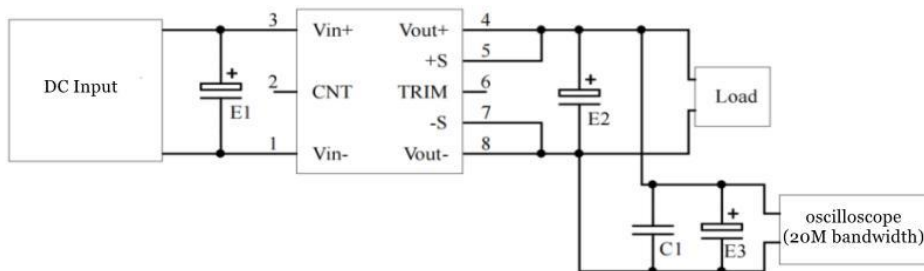 DC Input
+
E1
3
Vin+
2
CNT
1
Vin-
Vout+
4
+S
5
TRIM
6
-S
7
Vout-
8
+
E2
Load
C1
+
E3
oscilloscope
(20M bandwidth)